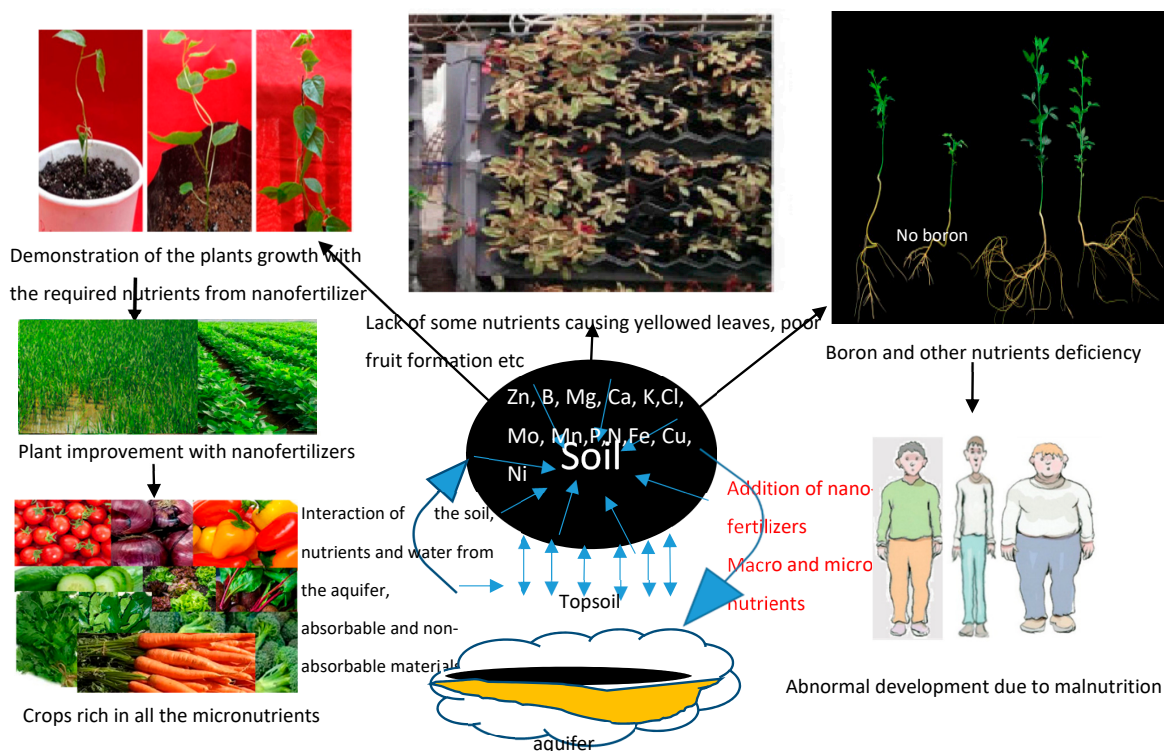 No boron
Demonstration of the plants growth with
the required nutrients from nanofertilizer
Lack of some nutrients causing yellowed leaves, poor
fruit formation etc
Boron and other nutrients deficiency
Zn, B, Mg, Ca, K,Cl,
Mo, Mn,P,N,Fe, Cu,
Ni
Soil
Plant improvement with nanofertilizers
Interaction of the soil,
nutrients and water from
the aquifer,
absorbable and non-
absorbable materials
Addition of nano-
fertilizers
Macro and micro
nutrients
Topsoil
aquifer
Crops rich in all the micronutrients
Abnormal development due to malnutrition